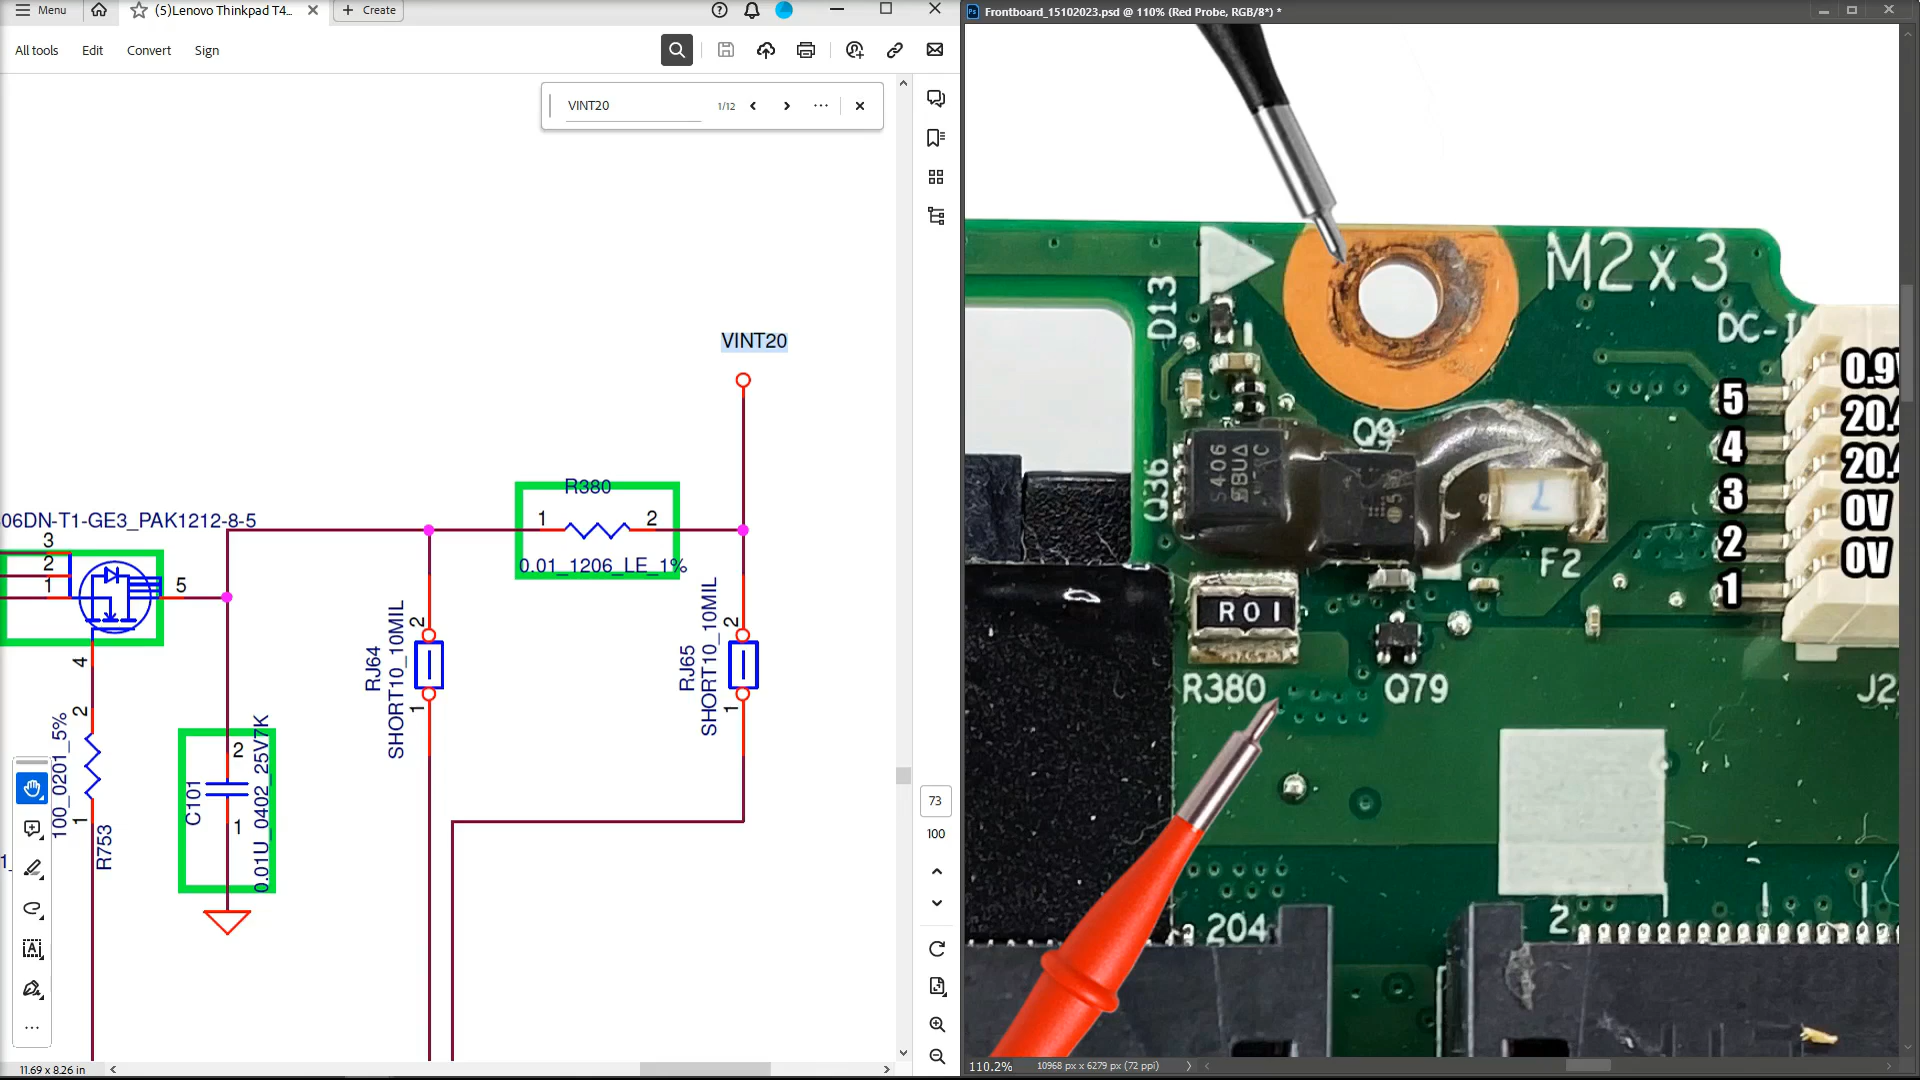 Menu
(5)Lenovo Thinkpad T4...
Create
All tools
Edit
Convert
Sign
VINT20
1/12
VINT20
R380
1
2
0.01_1206_LE_1%
06DN-T1-GE3_PAK1212-8-5
3
2
1
5
4
2
100_0201_5%
1
R753
2
C101
1
0.01U_0402_25V7K
2
RJ64
SHORT10_10MIL
1
2
RJ65
SHORT10_10MIL
1
73
100
11.69 x 8.26 in
Frontboard_15102023.psd @ 110% (Red Probe, RGB/8*) *
M2x3
D13
DC-I
Q9
Q36
S406
F2
5
4
3
2
1
0.9V
20.
20.
0V
0V
R01
R380
Q79
J2
204
2
110.2%
10968 px x 6279 px (72 ppi)